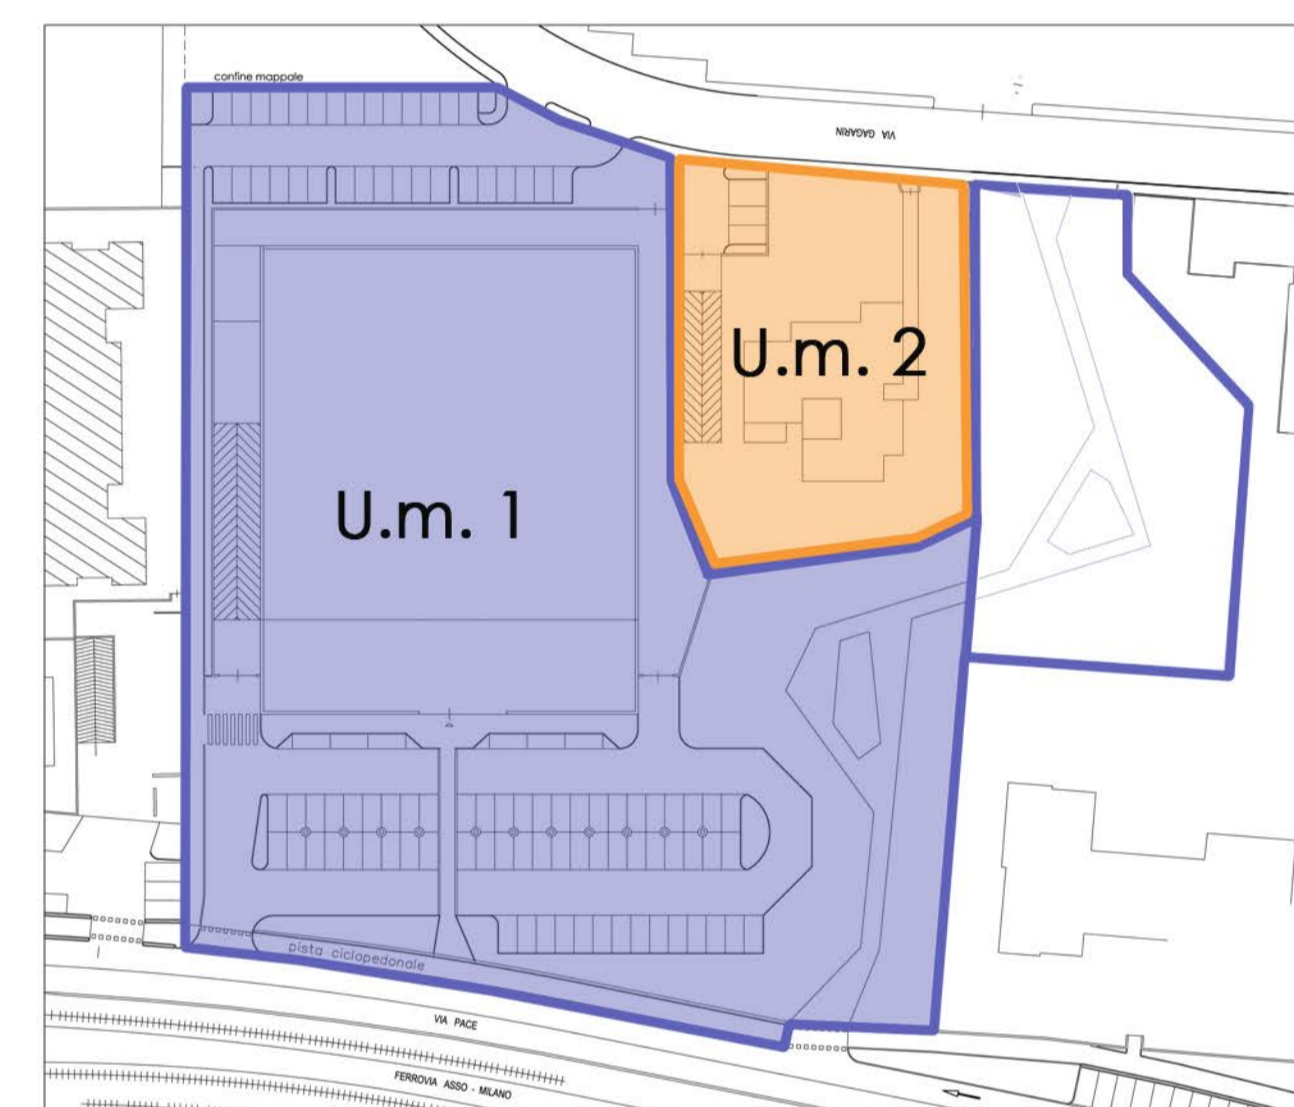 confine mappale
VIA GAGARIN
U.m. 2
U.m. 1
pista ciclopedonale
VIA PACE
FERROVIA ASSO - MILANO